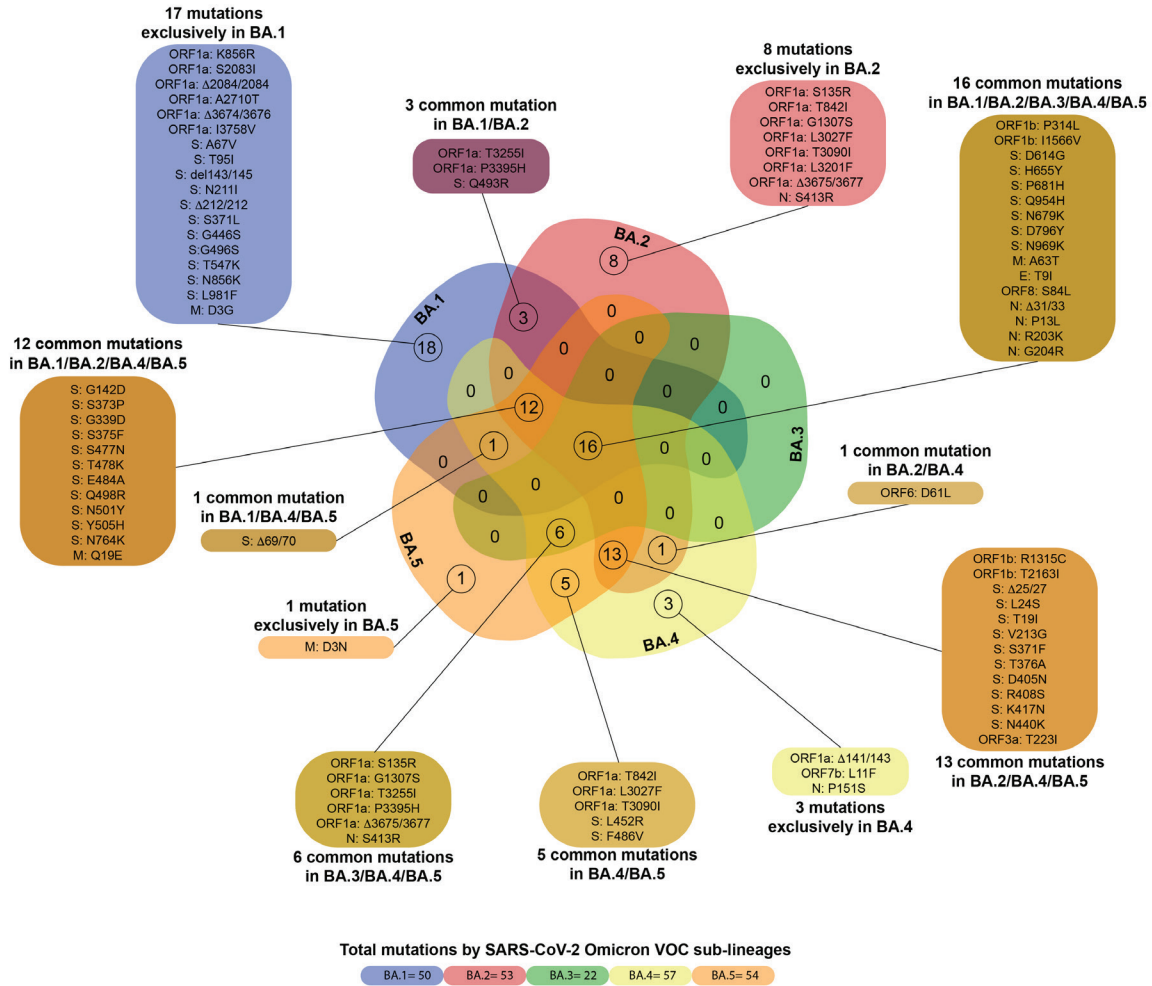 17 mutations
exclusively in BA.1
ORF1a: K856R
ORF1a: S2083I
ORF1a: Δ2084/2084
ORF1a: A2710T
ORF1a: Δ3674/3676
ORF1a: I3758V
S: A67V
S: T95I
S: del143/145
S: N211I
S: Δ212/212
S: S371L
S: G446S
S:G496S
S: T547K
S: N856K
S: L981F
M: D3G
3 common mutation
in BA.1/BA.2
ORF1a: T3255I
ORF1a: P3395H
S: Q493R
8 mutations
exclusively in BA.2
ORF1a: S135R
ORF1a: T842I
ORF1a: G1307S
ORF1a: L3027F
ORF1a: T3090I
ORF1a: L3201F
ORF1a: Δ3675/3677
N: S413R
16 common mutations
in BA.1/BA.2/BA.3/BA.4/BA.5
ORF1b: P314L
ORF1b: I1566V
S: D614G
S: H655Y
S: P681H
S: Q954H
S: N679K
S: D796Y
S: N969K
M: A63T
E: T9I
ORF8: S84L
N: Δ31/33
N: P13L
N: R203K
N: G204R
12 common mutations
in BA.1/BA.2/BA.4/BA.5
S: G142D
S: S373P
S: G339D
S: S375F
S: S477N
S: T478K
S: E484A
S: Q498R
S: N501Y
S: Y505H
S: N764K
M: Q19E
1 common mutation
in BA.1/BA.4/BA.5
S: Δ69/70
1 mutation
exclusively in BA.5
M: D3N
BA.1
BA.2
BA.3
BA.4
BA.5
8
3
18
0
0
0
0
0
0
0
0
0
0
0
12
1
16
0
0
0
0
0
0
0
0
0
0
6
13
1
1
5
3
1 common mutation
in BA.2/BA.4
ORF6: D61L
ORF1b: R1315C
ORF1b: T2163I
S: Δ25/27
S: L24S
S: T19I
S: V213G
S: S371F
S: T376A
S: D405N
S: R408S
S: K417N
S: N440K
ORF3a: T223I
13 common mutations
in BA.2/BA.4/BA.5
ORF1a: S135R
ORF1a: G1307S
ORF1a: T3255I
ORF1a: P3395H
ORF1a: Δ3675/3677
N: S413R
6 common mutations
in BA.3/BA.4/BA.5
ORF1a: T842I
ORF1a: L3027F
ORF1a: T3090I
S: L452R
S: F486V
5 common mutations
in BA.4/BA.5
ORF1a: Δ141/143
ORF7b: L11F
N: P151S
3 mutations
exclusively in BA.4
Total mutations by SARS-CoV-2 Omicron VOC sub-lineages
BA.1= 50 BA.2= 53 BA.3= 22 BA.4= 57 BA.5= 54